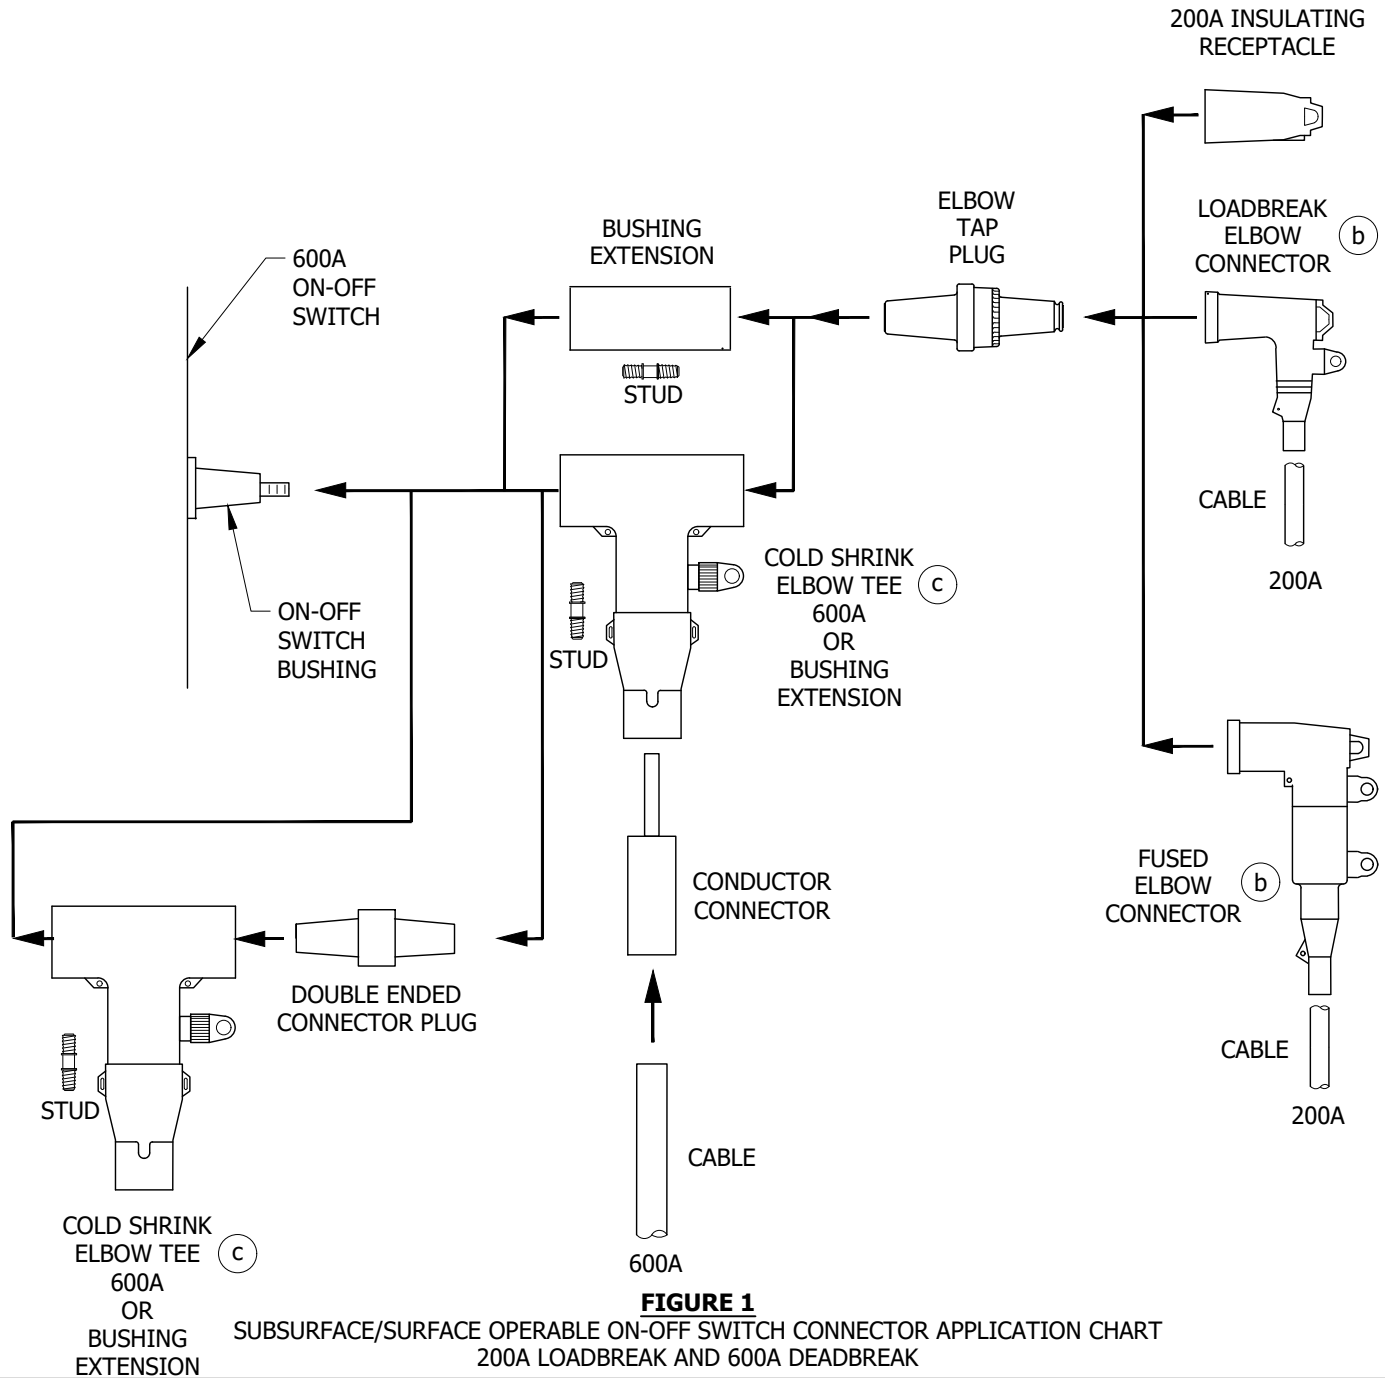 200A INSULATING
RECEPTACLE
LOADBREAK
ELBOW
CONNECTOR
b
ELBOW
TAP
PLUG
BUSHING
EXTENSION
600A
ON-OFF
SWITCH
STUD
CABLE
200A
COLD SHRINK
ELBOW TEE
600A
OR
BUSHING
EXTENSION
c
ON-OFF
SWITCH
BUSHING
STUD
FUSED
ELBOW
CONNECTOR
b
CONDUCTOR
CONNECTOR
DOUBLE ENDED
CONNECTOR PLUG
CABLE
200A
STUD
CABLE
600A
COLD SHRINK
ELBOW TEE
600A
OR
BUSHING
EXTENSION
c
FIGURE 1
SUBSURFACE/SURFACE OPERABLE ON-OFF SWITCH CONNECTOR APPLICATION CHART
200A LOADBREAK AND 600A DEADBREAK